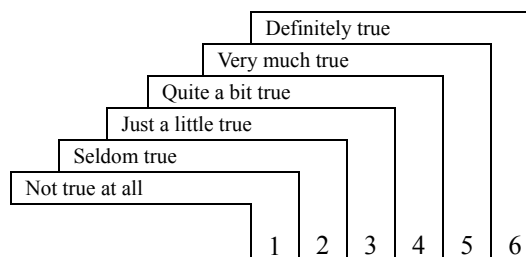 Definitely true
Very much true
Quite a bit true
Just a little true
Seldom true
Not true at all
1 2 3 4 5 6